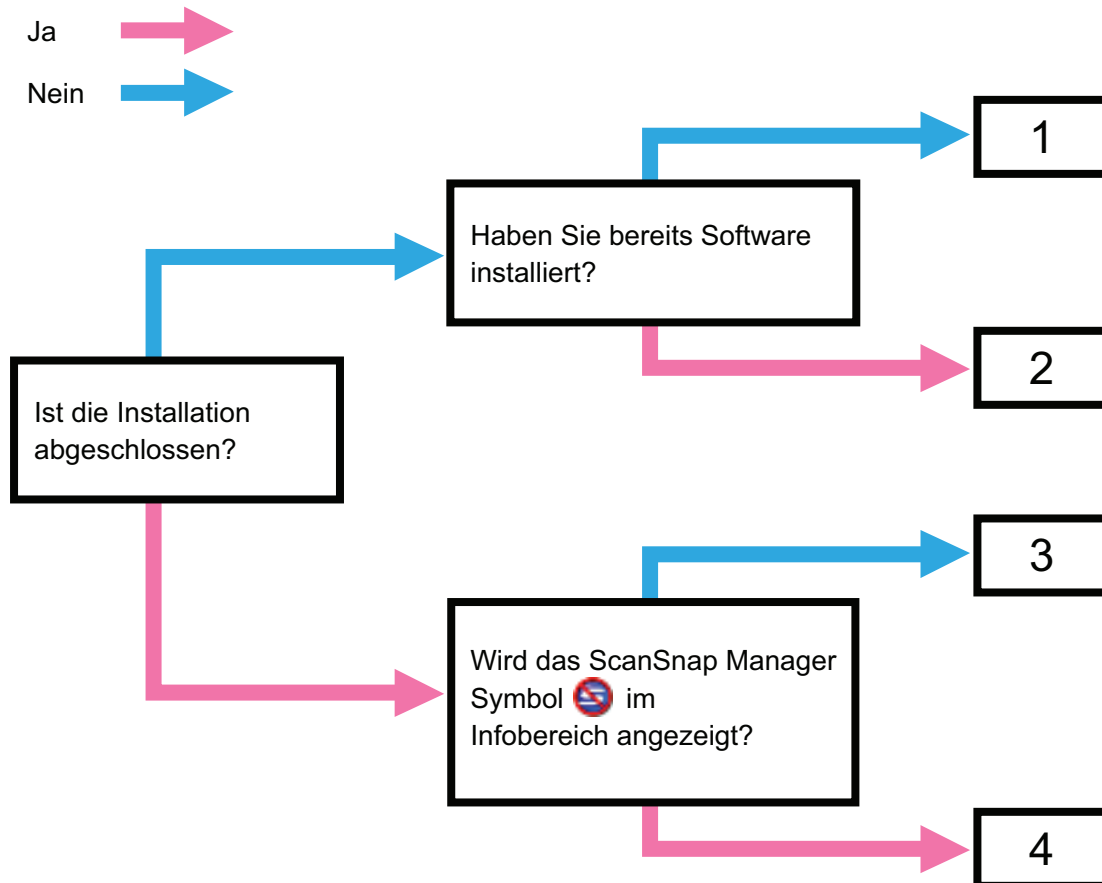 Ja
Nein
1
Haben Sie bereits Software
installiert?
2
Ist die Installation
abgeschlossen?
3
Wird das ScanSnap Manager
Symbol im
Infobereich angezeigt?
4